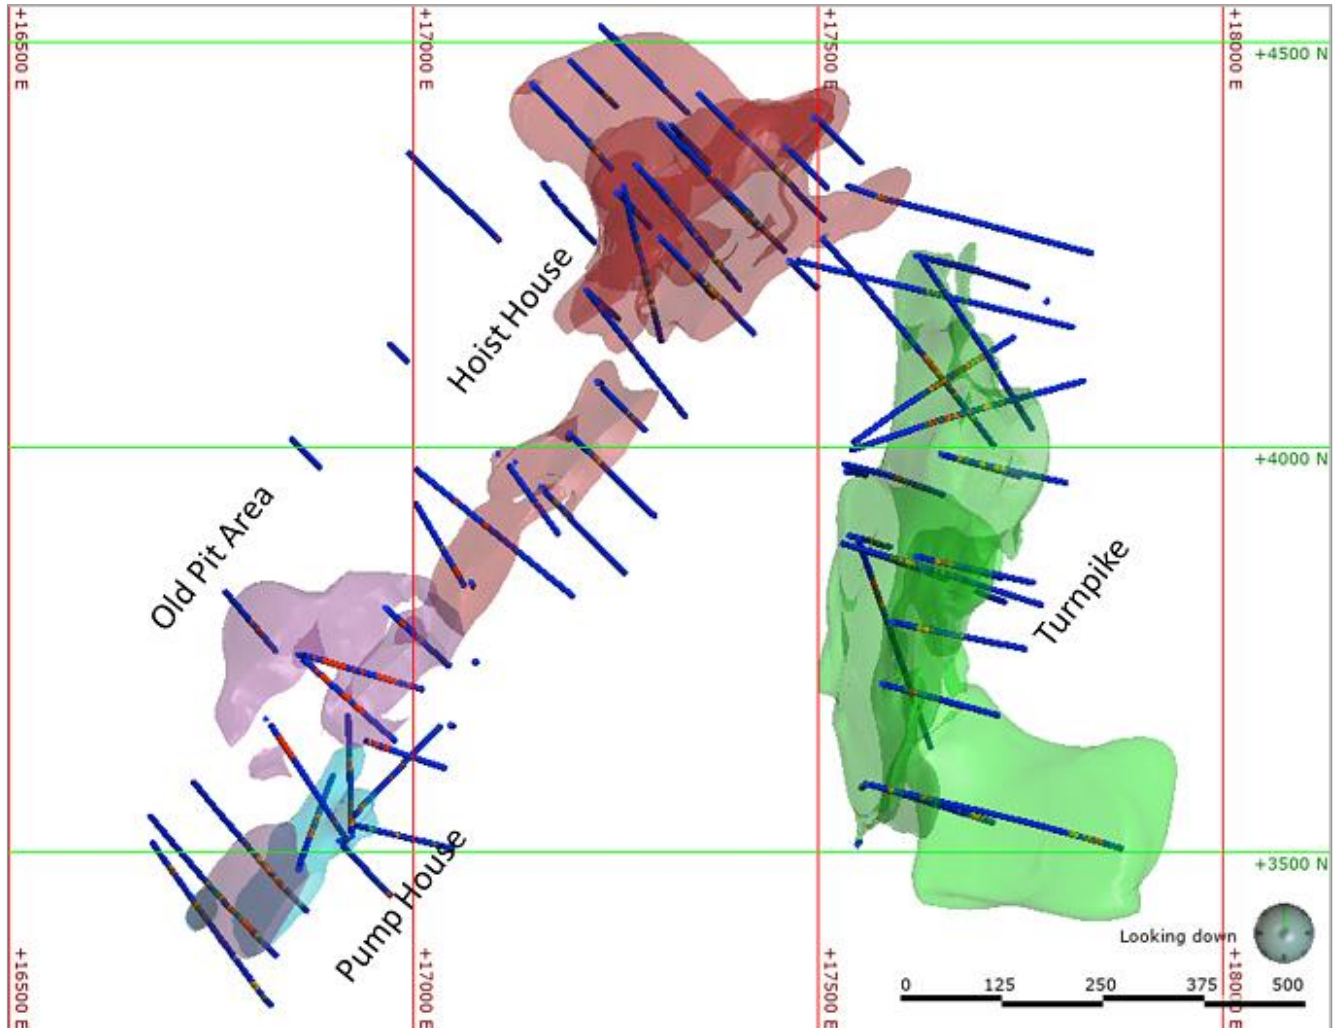 +16500 E
+17000 E
+17500 E
+18000 E
+4500 N
Hoist House
+4000 N
Old Pit Area
Turnpike
+3500 N
Pump House
Looking down
0 125 250 375 500
+16500 E
+17000 E
+17500 E
+18000 E